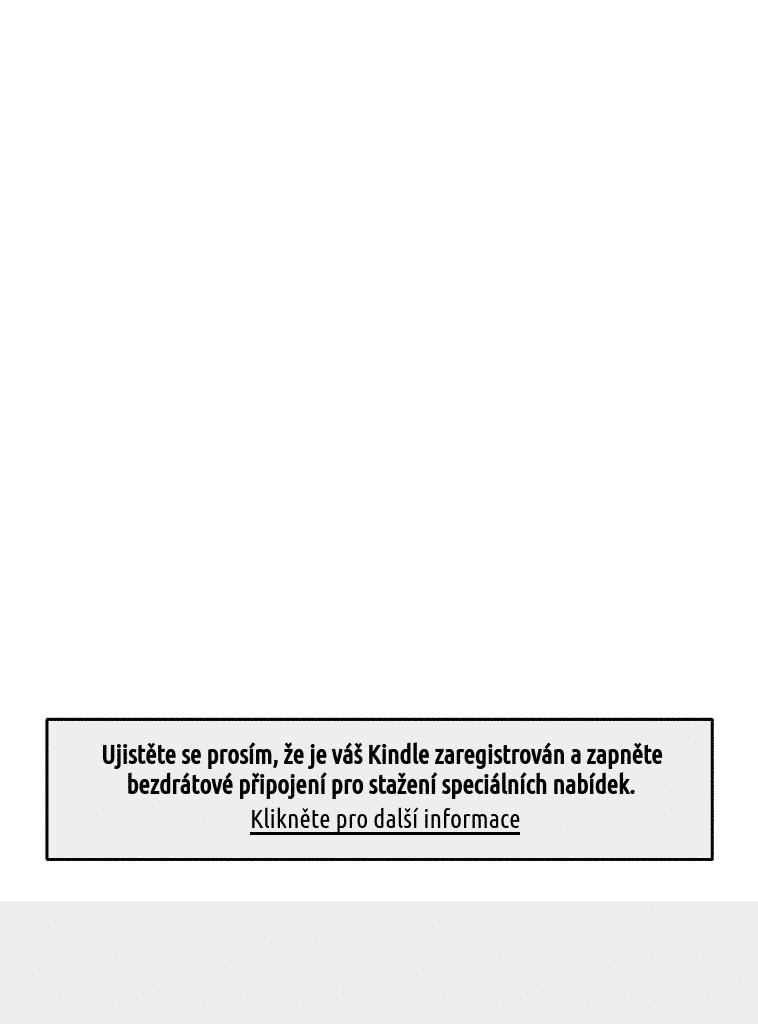 Ujistěte se prosím, že je váš Kindle zaregistrován a zapněte
bezdrátové připojení pro stažení speciálních nabídek.
Klikněte pro další informace